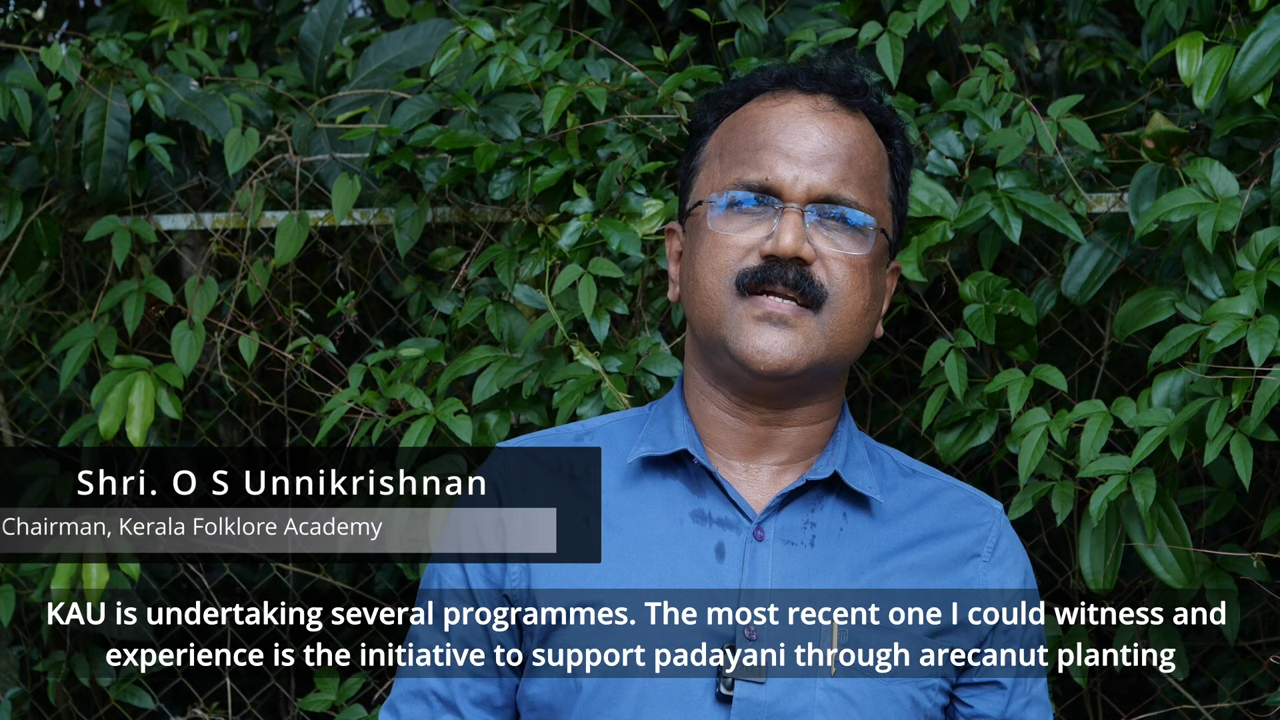 Shri. O S Unnikrishnan
Chairman, Kerala Folklore Academy
KAU is undertaking several programmes. The most recent one I could witness and
experience is the initiative to support padayani through arecanut planting